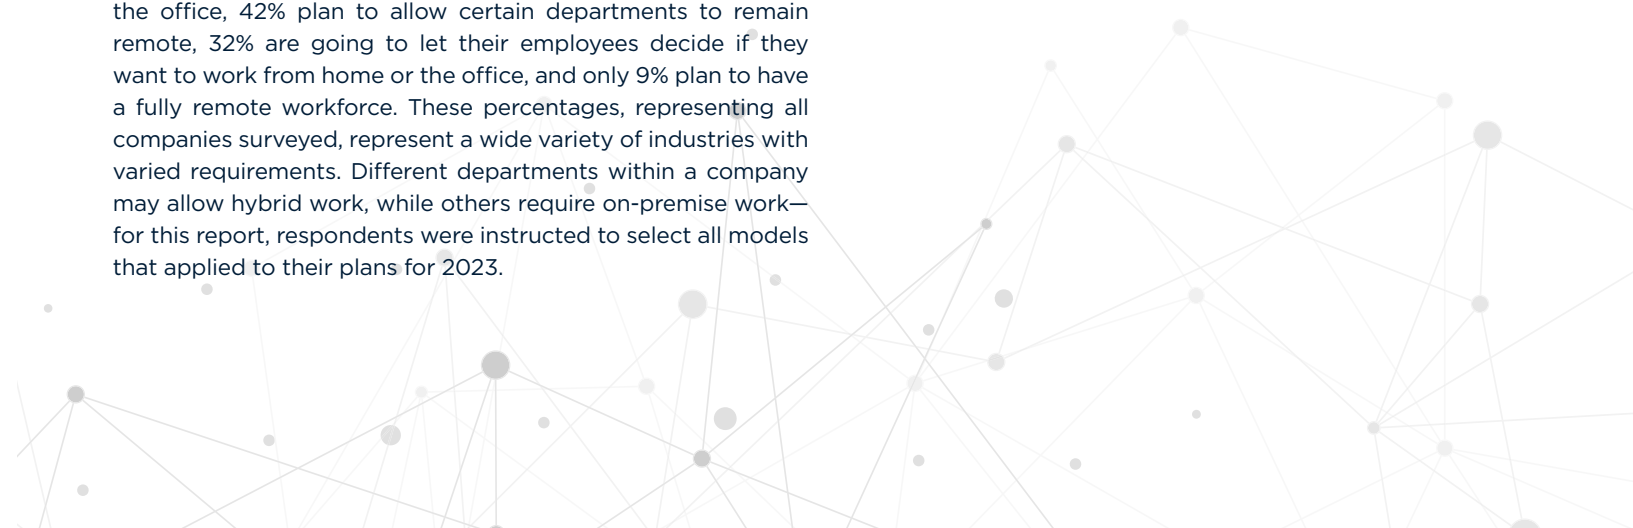 the office, 42% plan to allow certain departments to remain
remote, 32% are going to let their employees decide if they
want to work from home or the office, and only 9% plan to have
a fully remote workforce. These percentages, representing all
companies surveyed, represent a wide variety of industries with
varied requirements. Different departments within a company
may allow hybrid work, while others require on-premise work—
for this report, respondents were instructed to select all models
that applied to their plans for 2023.